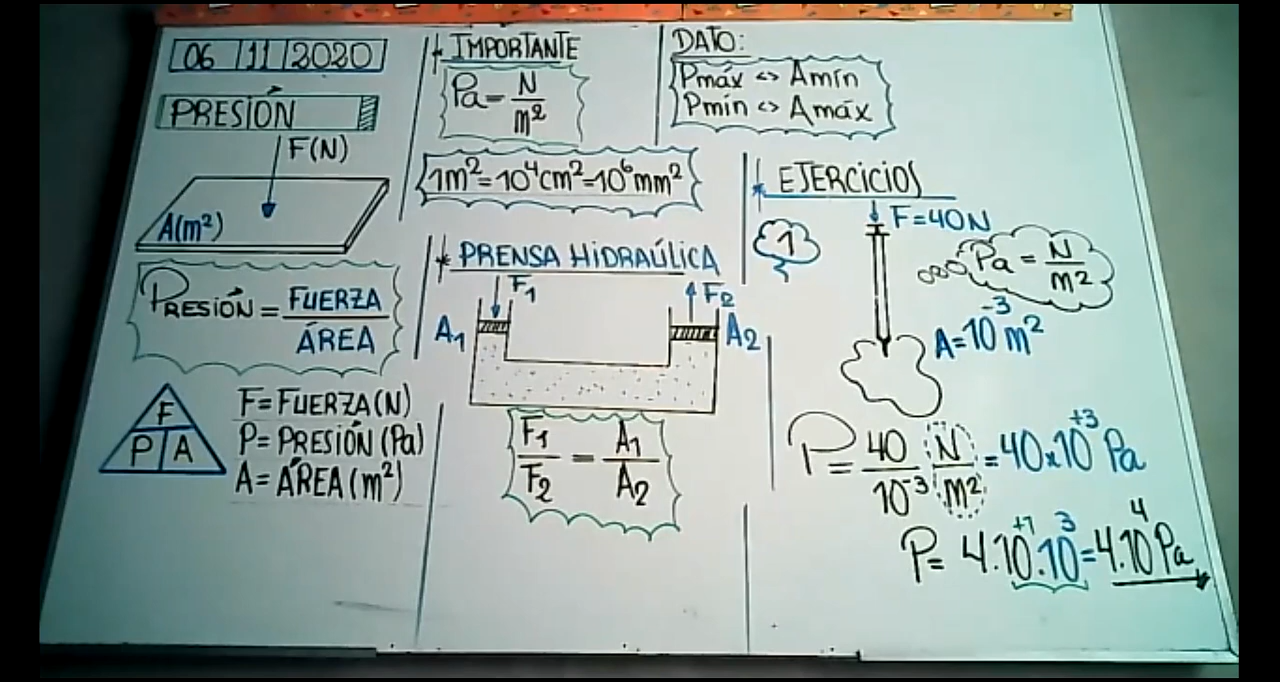 06 | 11 | 2020
PRESIÓN
F(N)
A(m²)
PRESIÓN = FUERZA / ÁREA
F
P A
F = FUERZA (N)
P = PRESIÓN (Pa)
A = ÁREA (m²)
* IMPORTANTE
Pa = N / m²
1m² = 10⁴cm² = 10⁶mm²
* PRENSA HIDRAÚLICA
F₁ F₂
A₁ A₂
F₁ / F₂ = A₁ / A₂
DATO:
Pmáx <> Amín
Pmín <> Amáx
* EJERCICIOS
1
F = 40N
Pa = N / m²
A = 10⁻³ m²
P = 40 / 10⁻³ N / m² = 40x10⁺³ Pa
P = 4.10⁺¹.10³ = 4.10⁴ Pa